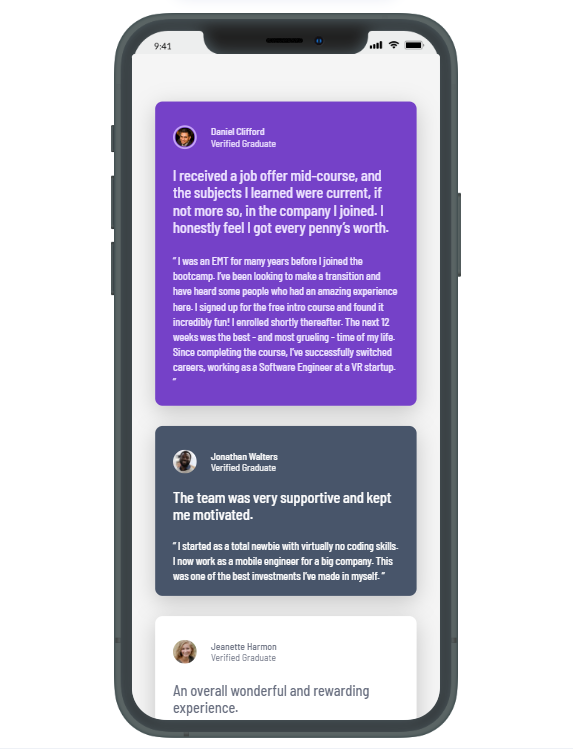 9:41
Daniel Clifford
Verified Graduate
I received a job offer mid-course, and
the subjects I learned were current, if
not more so, in the company I joined. I
honestly feel I got every penny’s worth.
“ I was an EMT for many years before I joined the
bootcamp. I’ve been looking to make a transition and
have heard some people who had an amazing experience
here. I signed up for the free intro course and found it
incredibly fun! I enrolled shortly thereafter. The next 12
weeks was the best - and most grueling - time of my life.
Since completing the course, I’ve successfully switched
careers, working as a Software Engineer at a VR startup.
”
Jonathan Walters
Verified Graduate
The team was very supportive and kept
me motivated.
“ I started as a total newbie with virtually no coding skills.
I now work as a mobile engineer for a big company. This
was one of the best investments I’ve made in myself. ”
Jeanette Harmon
Verified Graduate
An overall wonderful and rewarding
experience.